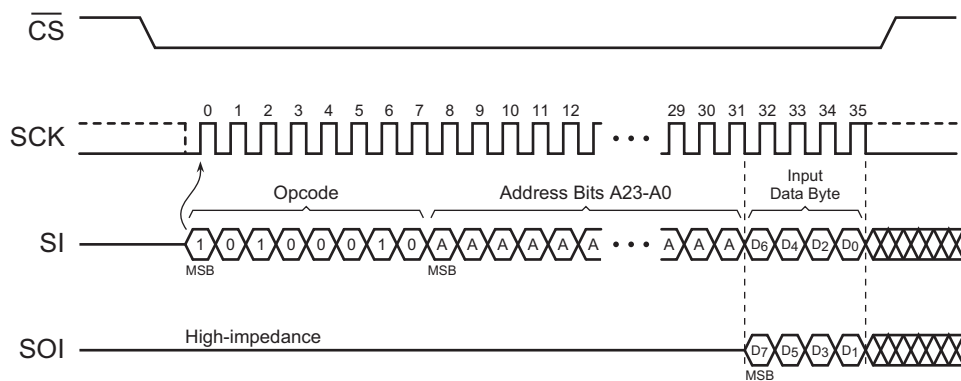 CS
SCK
0 1 2 3 4 5 6 7 8 9 10 11 12 29 30 31 32 33 34 35
Opcode
Address Bits A23-A0
Input
Data Byte
SI
1 0 1 0 0 0 1 0 A A A A A A A A A D6 D4 D2 D0
MSB MSB
High-impedance
SOI
D7 D5 D3 D1
MSB